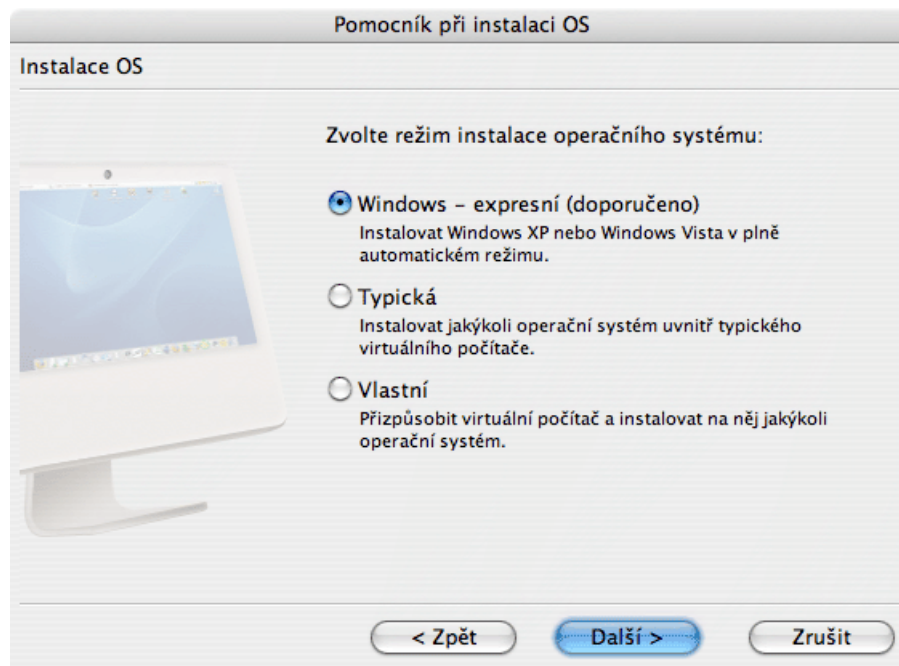 Pomocník při instalaci OS
Instalace OS
Zvolte režim instalace operačního systému:
Windows – expresní (doporučeno)
Instalovat Windows XP nebo Windows Vista v plně
automatickém režimu.
Typická
Instalovat jakýkoli operační systém uvnitř typického
virtuálního počítače.
Vlastní
Přizpůsobit virtuální počítač a instalovat na něj jakýkoli
operační systém.
< Zpět
Další >
Zrušit